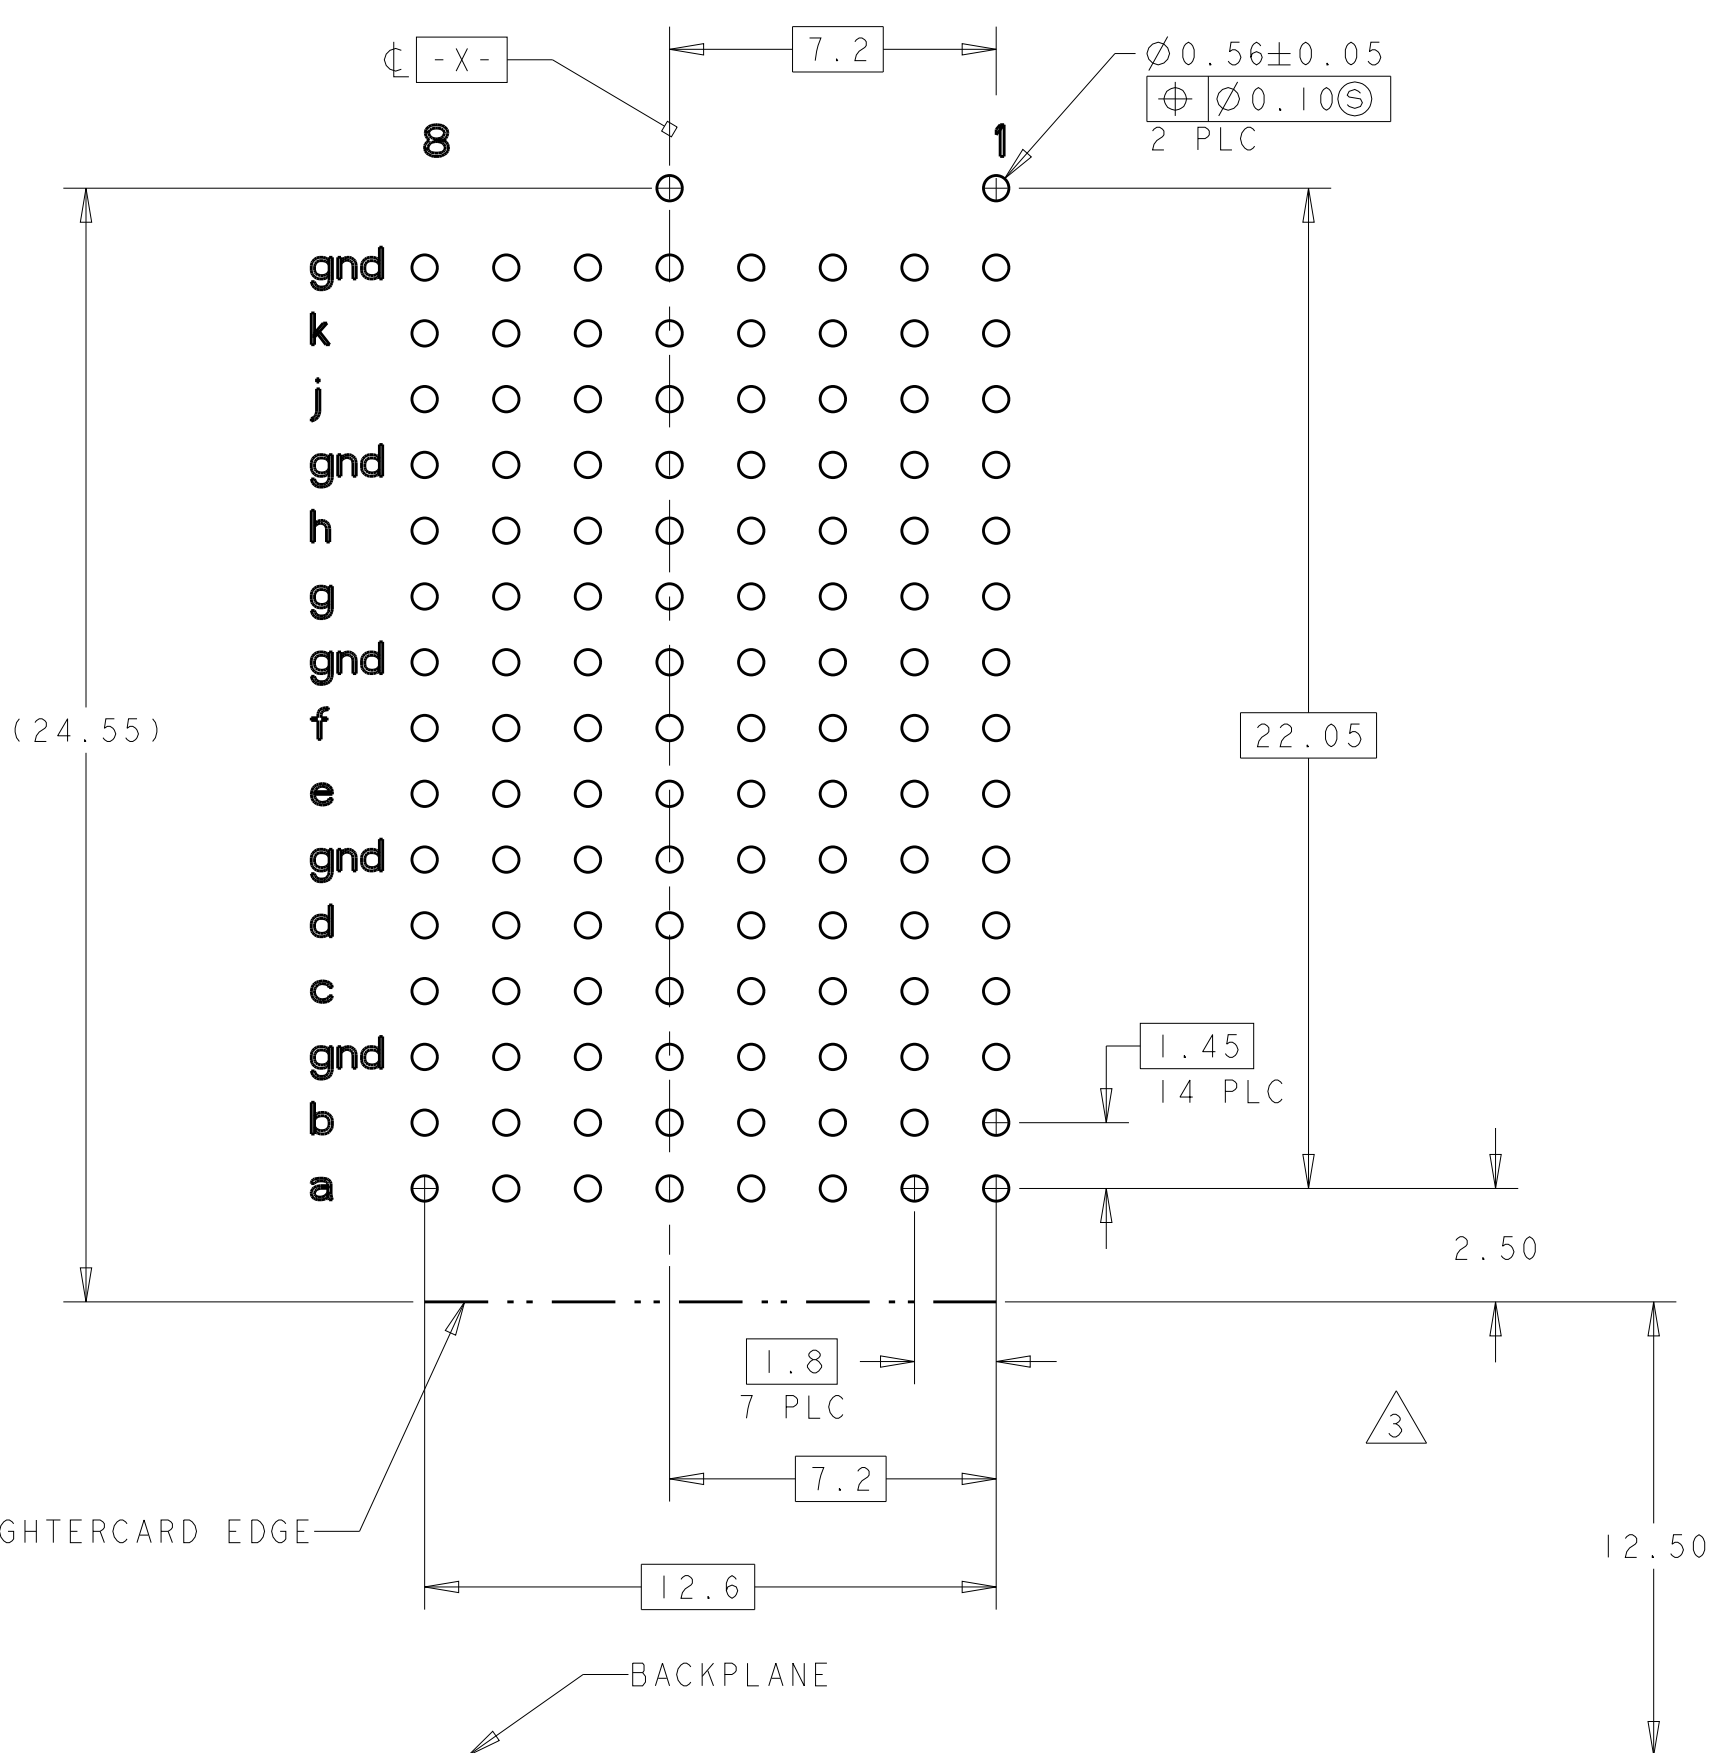 7.2
℄ -X-
Ø0.56±0.05
⌖ Ø0.10Ⓢ
2 PLC
8 1
gnd
k
j
gnd
h
g
gnd
f
(24.55)
22.05
e
gnd
d
c
gnd
1.45
14 PLC
b
a
2.50
1.8
7 PLC
3
7.2
GHTERCARD EDGE
12.50
12.6
BACKPLANE